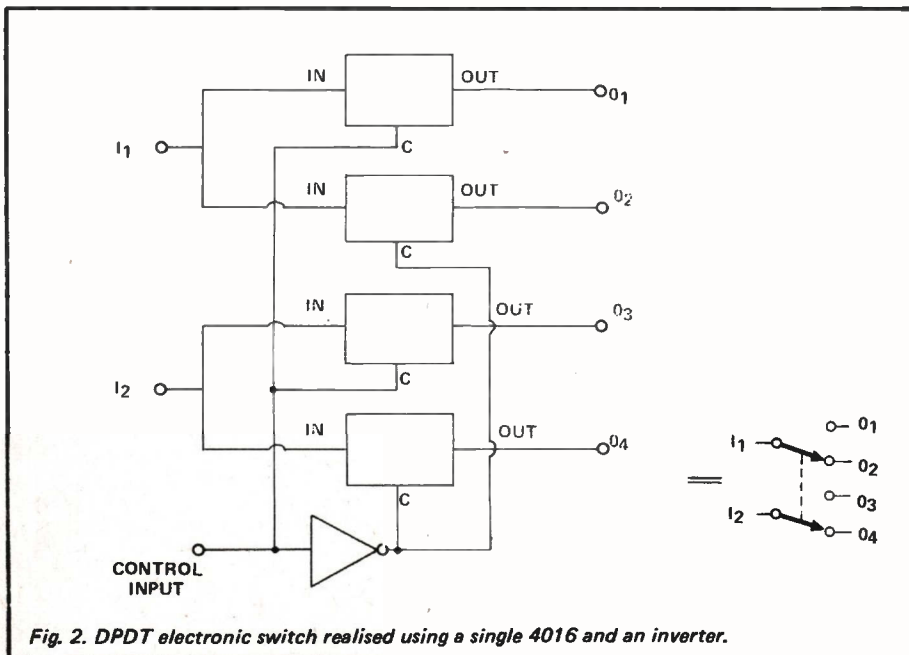 IN
OUT
O1
I1
C
IN
OUT
O2
C
IN
OUT
O3
I2
C
IN
OUT
O4
C
CONTROL
INPUT
I1
O1
O2
=
O3
I2
O4
Fig. 2. DPDT electronic switch realised using a single 4016 and an inverter.